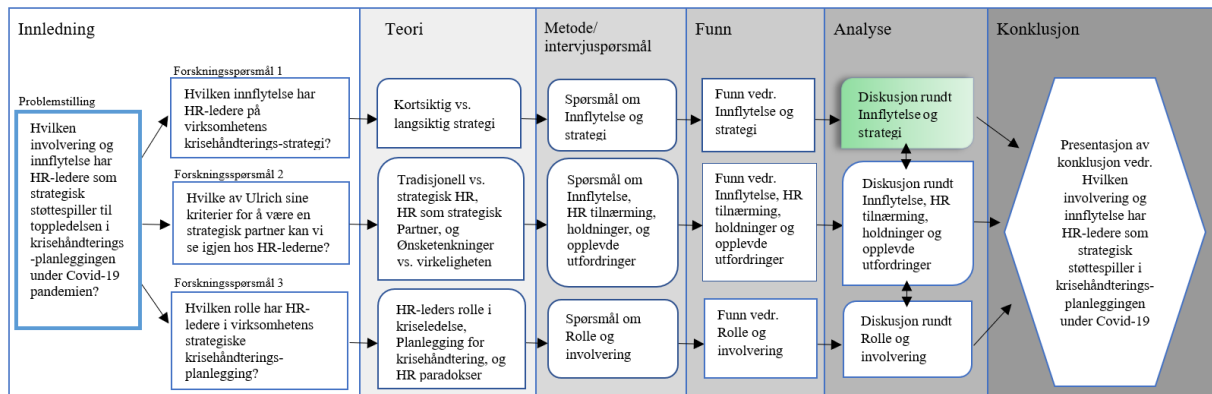 Innledning
Problemstilling
Hvilken
involvering og
innflytelse har
HR-ledere som
strategisk
støttespiller til
toppledelsen i
krisehåndterings
-planleggingen
under Covid-19
pandemien?
Forskningsspørsmål 1
Hvilken innflytelse har
HR-ledere på
virksomhetens
krisehåndterings-strategi?
Forskningsspørsmål 2
Hvilke av Ulrich sine
kriterier for å være en
strategisk partner kan vi
se igjen hos HR-lederne?
Forskningsspørsmål 3
Hvilken rolle har HR-
ledere i virksomhetens
strategiske
krisehåndterings-
planlegging?
Teori
Kortsiktig vs.
langsiktig strategi
Tradisjonell vs.
strategisk HR,
HR som strategisk
Partner, og
Ønsketenkninger
vs. virkeligheten
HR-leders rolle i
kriseledelse,
Planlegging for
krisehåndtering, og
HR paradokser
Metode/
intervjuspørsmål
Spørsmål om
Innflytelse og
strategi
Spørsmål om
Innflytelse,
HR tilnærming,
holdninger, og
opplevde
utfordringer
Spørsmål om
Rolle og
involvering
Funn
Funn vedr.
Innflytelse og
strategi
Funn vedr.
Innflytelse, HR
tilnærming,
holdninger og
opplevde
utfordringer
Funn vedr.
Rolle og
involvering
Analyse
Diskusjon rundt
Innflytelse og
strategi
Diskusjon rundt
Innflytelse, HR
tilnærming,
holdninger og
opplevde
utfordringer
Diskusjon rundt
Rolle og
involvering
Konklusjon
Presentasjon av
konklusjon vedr.
Hvilken
involvering og
innflytelse har
HR-ledere som
strategisk
støttespiller i
krisehåndterings-
planleggingen
under Covid-19